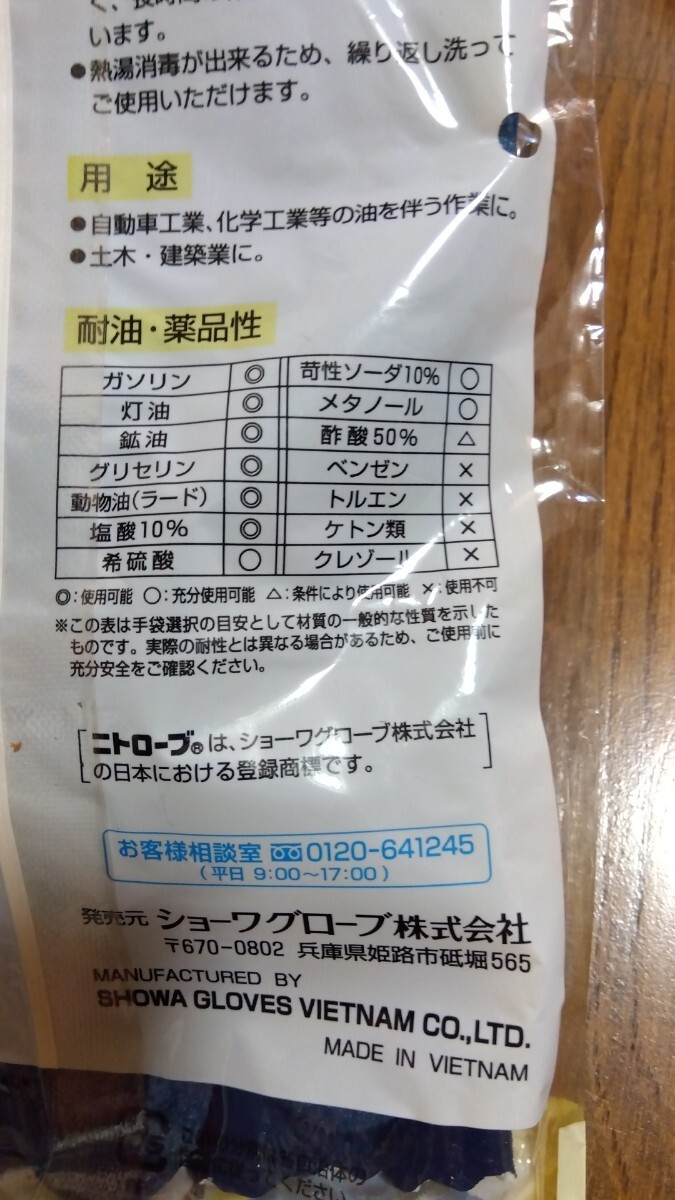 います。
●熱湯消毒が出来るため、繰り返し洗って
ご使用いただけます。
用 途
●自動車工業、化学工業等の油を伴う作業に。
●土木・建築業に。
耐油・薬品性
ガソリン ◎ 苛性ソーダ10% ○
灯油 ◎ メタノール ○
鉱油 ◎ 酢酸50% △
グリセリン ◎ ベンゼン ×
動物油(ラード) ◎ トルエン ×
塩酸10% ◎ ケトン類 ×
希硫酸 ○ クレゾール ×
◎:使用可能 ○:充分使用可能 △:条件により使用可能 ×:使用不可
※この表は手袋選択の目安として材質の一般的な性質を示した
ものです。実際の耐性とは異なる場合があるため、ご使用前に
充分安全をご確認ください。
ニトローブ®は、ショーワグローブ株式会社
の日本における登録商標です。
お客様相談室 0120-641245
(平日 9:00~17:00)
発売元 ショーワグローブ株式会社
〒670-0802 兵庫県姫路市砥堀565
MANUFACTURED BY
SHOWA GLOVES VIETNAM CO.,LTD.
MADE IN VIETNAM